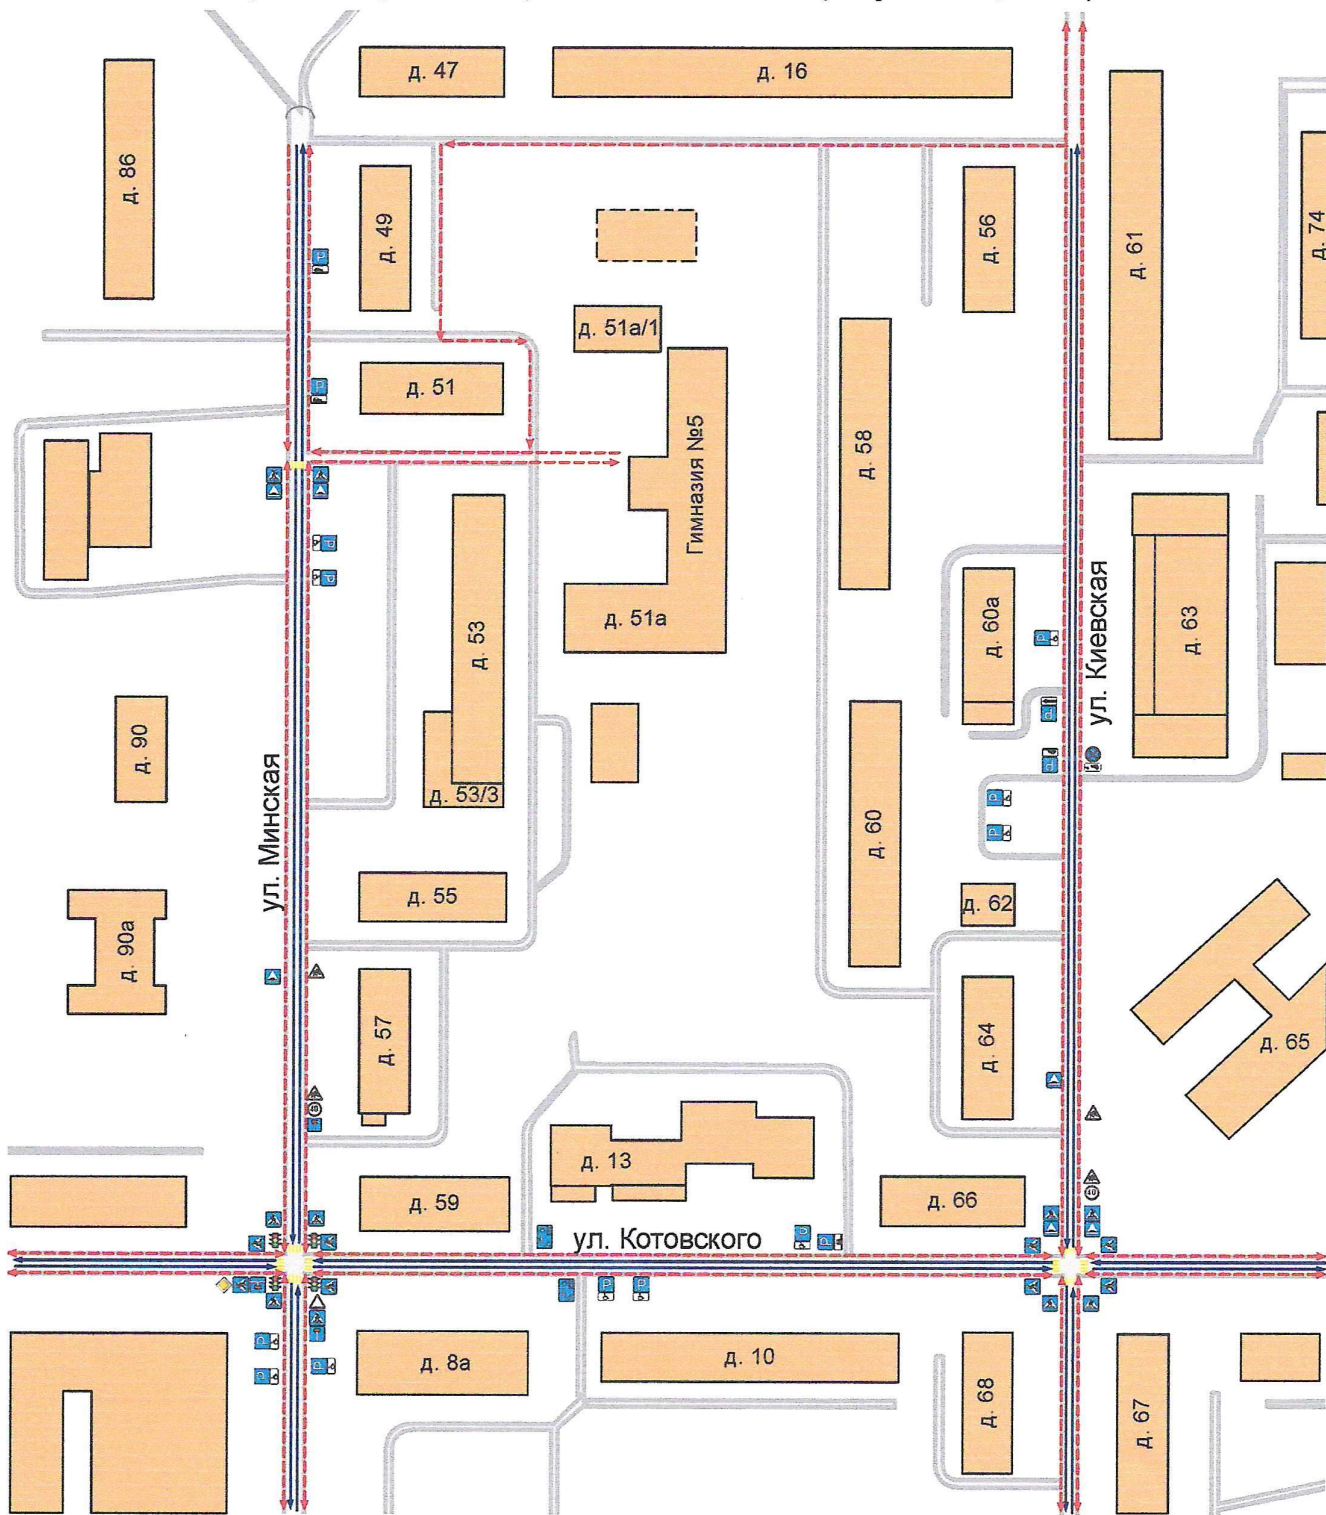 д. 47
д. 16
д. 86
д. 49
д. 56
д. 61
д. 74
д. 51а/1
д. 51
Гимназия №5
д. 58
д. 51а
д. 53
д. 60а
ул. Киевская
д. 63
д. 90
ул. Минская
д. 53/3
д. 60
д. 55
д. 62
д. 90а
д. 57
д. 64
д. 65
д. 13
д. 59
д. 66
ул. Котовского
д. 8а
д. 10
д. 68
д. 67